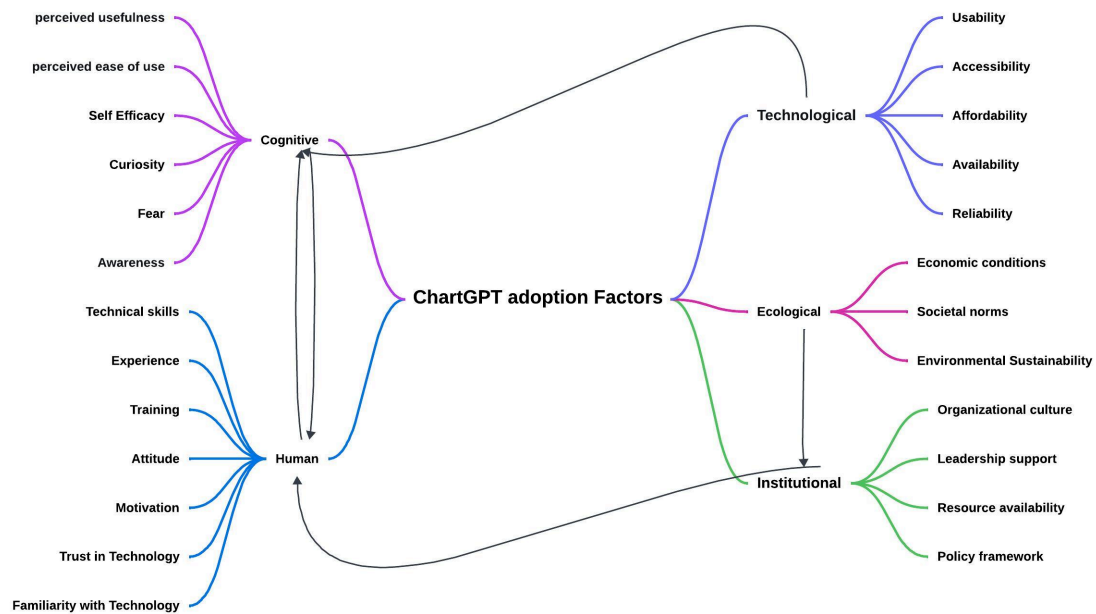 perceived usefulness
perceived ease of use
Self Efficacy
Curiosity
Fear
Awareness
Cognitive
Technical skills
Experience
Training
Attitude
Motivation
Trust in Technology
Familiarity with Technology
Human
ChartGPT adoption Factors
Technological
Usability
Accessibility
Affordability
Availability
Reliability
Ecological
Economic conditions
Societal norms
Environmental Sustainability
Institutional
Organizational culture
Leadership support
Resource availability
Policy framework